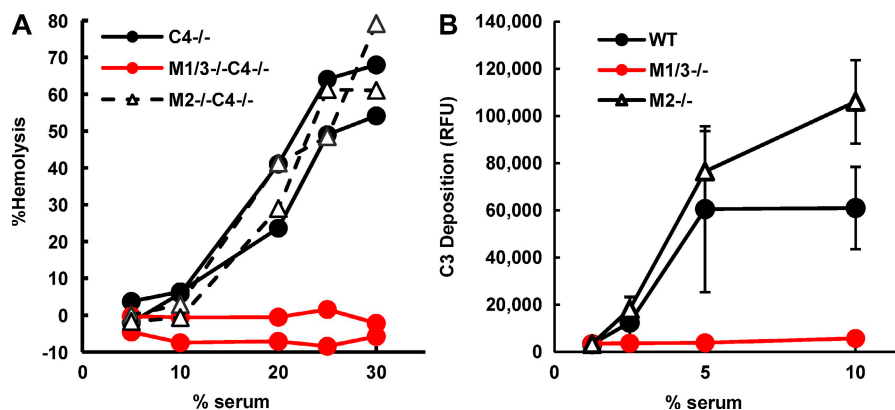 A
C4-/-
M1/3-/-C4-/-
M2-/-C4-/-
%Hemolysis
80
70
60
50
40
30
20
10
0
-10
0
10
20
30
% serum
B
WT
M1/3-/-
M2-/-
C3 Deposition (RFU)
140,000
120,000
100,000
80,000
60,000
40,000
20,000
0
0
5
10
% serum